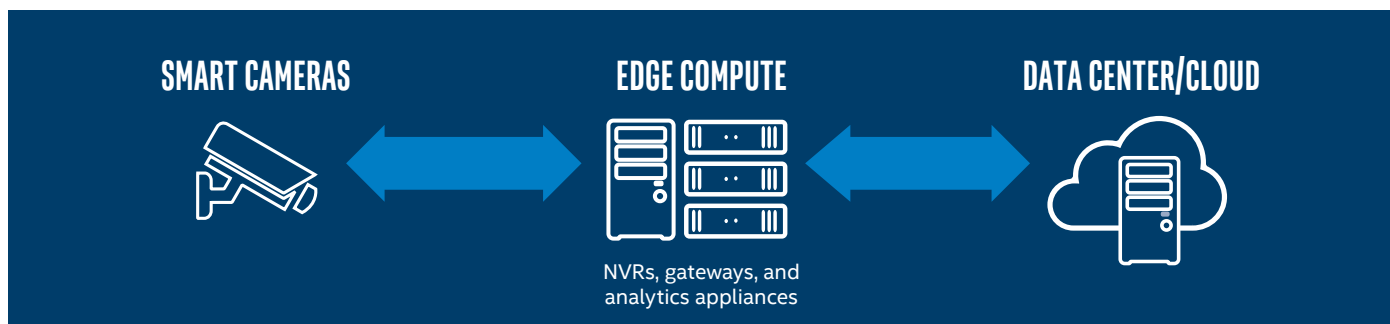 SMART CAMERAS
EDGE COMPUTE
DATA CENTER/CLOUD
NVRs, gateways, and
analytics appliances